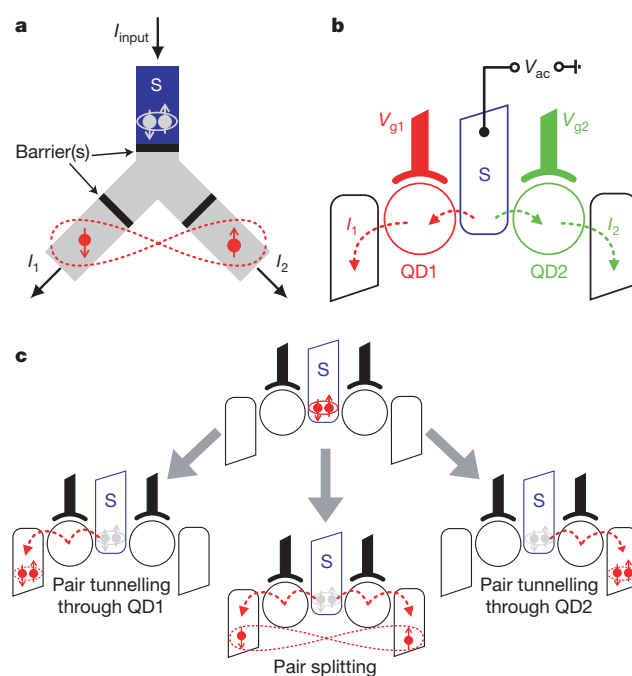 a
I_input
S
Barrier(s)
I_1
I_2
b
V_ac
V_g1
V_g2
S
I_1
I_2
QD1
QD2
c
S
S
S
S
Pair tunnelling
through QD1
Pair splitting
Pair tunnelling
through QD2